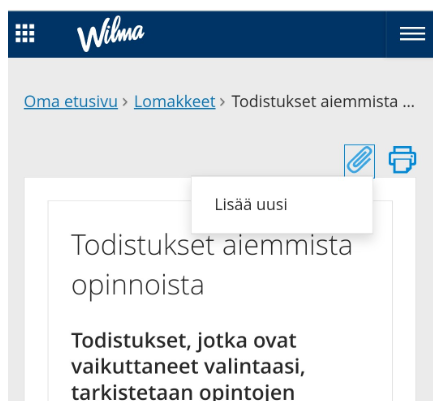 Wilma
Oma etusivu › Lomakkeet › Todistukset aiemmista ...
Lisää uusi
Todistukset aiemmista
opinnoista
Todistukset, jotka ovat
vaikuttaneet valintaasi,
tarkistetaan opintojen